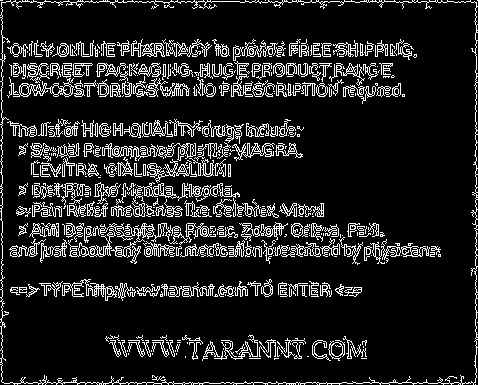 ONLY ONLINE PHARMACY to provide FREE SHIPPING,
DISCREET PACKAGING, HUGE PRODUCT RANGE,
LOW-COST DRUGS with NO PRESCRIPTION required.
The list of HIGH-QUALITY drugs include:
> Sexual Performance pills like VIAGRA,
LEVITRA, CIALIS, VALIUM!
> Diet Pills like Meridia, Hoodia,
> Pain Relief medicines like Celebrex, Vioxx!
> Anti Depressants like Prozac, Zoloft, Celexa, Paxil,
and just about any other medication prescribed by physicians.
==> TYPE http://www.tarannt.com TO ENTER <==
WWW.TARANNT.COM